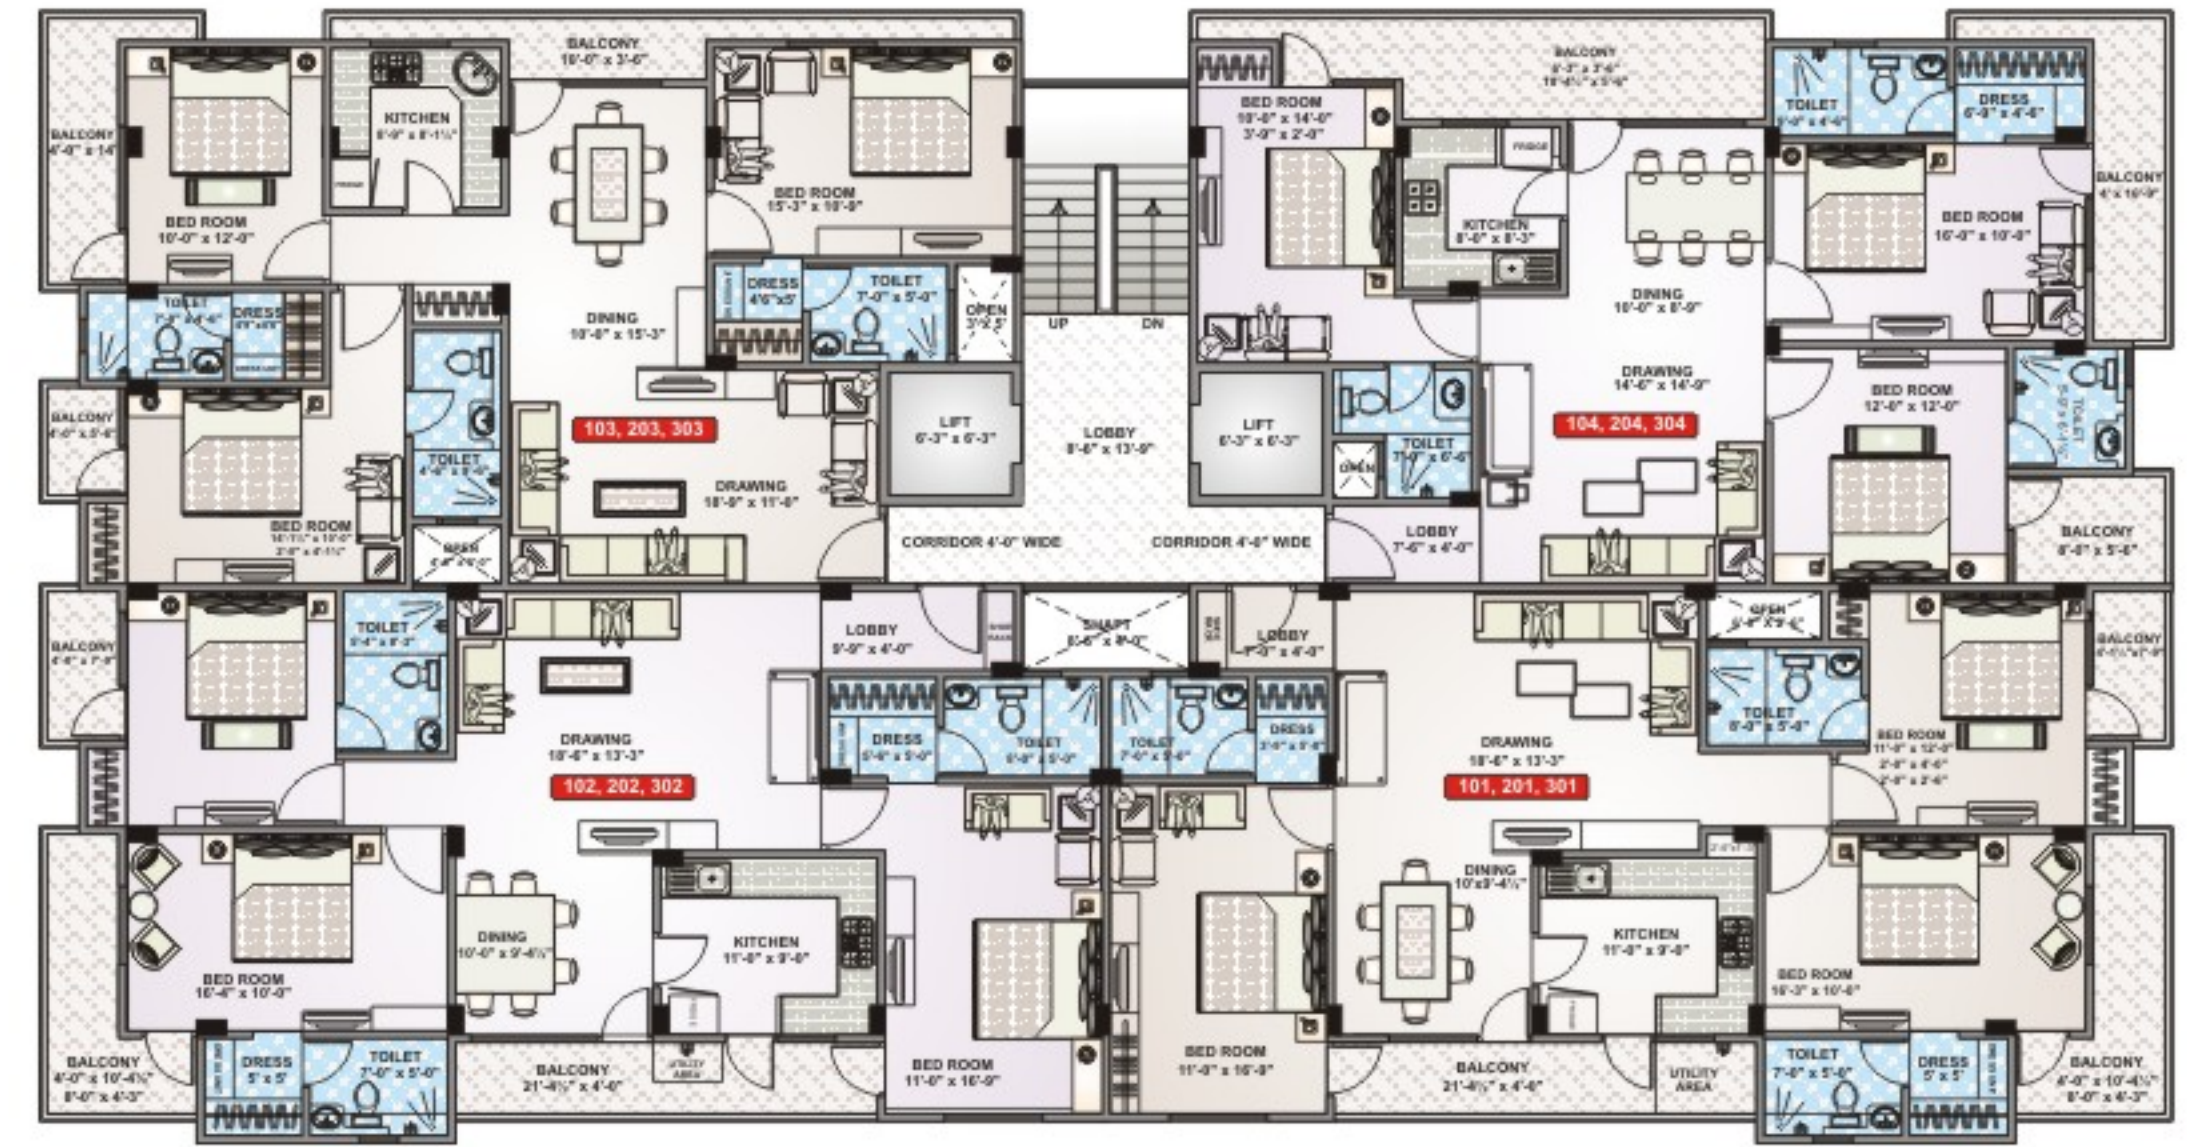 BALCONY
4'-0" x 14'
BED ROOM
10'-0" x 12'-0"
KITCHEN
BALCONY
BED ROOM
15'-3" x 10'-9"
DINING
10'-0" x 15'-3"
DRESS
4'6"x5'
TOILET
7'-0" x 5'-0"
OPEN
TOILET
DRESS
BALCONY
BED ROOM
TOILET
OPEN
103, 203, 303
DRAWING
18'-9" x 11'-0"
LIFT
6'-3" x 6'-3"
UP
DN
LOBBY
8'-6" x 13'-9"
LIFT
6'-3" x 6'-3"
CORRIDOR 4'-0" WIDE
CORRIDOR 4'-0" WIDE
BED ROOM
10'-0" x 14'-0"
3'-9" x 2'-0"
BALCONY
KITCHEN
8'-0" x 8'-3"
FRIDGE
TOILET
DRESS
6'-0" x 4'-6"
BALCONY
BED ROOM
16'-0" x 10'-0"
DINING
10'-0" x 8'-9"
DRAWING
14'-6" x 14'-9"
104, 204, 304
BED ROOM
12'-0" x 12'-0"
TOILET
TOILET
7'-0" x 6'-6"
OPEN
LOBBY
7'-6" x 4'-0"
BALCONY
8'-0" x 5'-6"
BALCONY
TOILET
LOBBY
9'-9" x 4'-0"
SHAFT
LOBBY
OPEN
BALCONY
DRAWING
18'-6" x 13'-3"
102, 202, 302
DRESS
5'-6" x 5'-0"
TOILET
TOILET
DRESS
DRAWING
18'-6" x 13'-3"
101, 201, 301
TOILET
8'-0" x 5'-0"
BED ROOM
11'-0" x 12'-0"
BED ROOM
16'-4" x 10'-0"
DINING
10'-0" x 9'-4½"
KITCHEN
11'-0" x 9'-0"
DINING
10'x9'-4½"
KITCHEN
11'-0" x 9'-0"
BED ROOM
16'-3" x 10'-0"
BALCONY
4'-0" x 10'-4½"
8'-0" x 4'-3"
DRESS
5' x 5'
TOILET
7'-0" x 5'-0"
BALCONY
21'-4½" x 4'-0"
UTILITY
AREA
BED ROOM
11'-0" x 16'-9"
BED ROOM
11'-0" x 16'-9"
BALCONY
21'-4½" x 4'-0"
UTILITY
AREA
TOILET
7'-0" x 5'-0"
DRESS
5' x 5'
BALCONY
4'-0" x 10'-4½"
8'-0" x 4'-3"